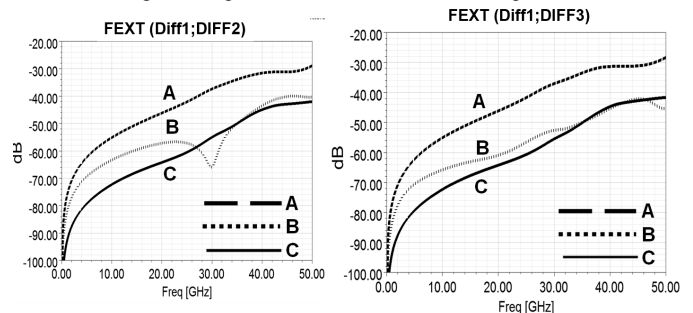 FEXT (Diff1;DIFF2)
-20.00
-30.00
-40.00
-50.00
-60.00
-70.00
-80.00
-90.00
-100.00
dB
A
B
C
A
B
C
0.00 10.00 20.00 30.00 40.00 50.00
Freq [GHz]
FEXT (Diff1;DIFF3)
-20.00
-30.00
-40.00
-50.00
-60.00
-70.00
-80.00
-90.00
-100.00
dB
A
B
C
A
B
C
0.00 10.00 20.00 30.00 40.00 50.00
Freq [GHz]